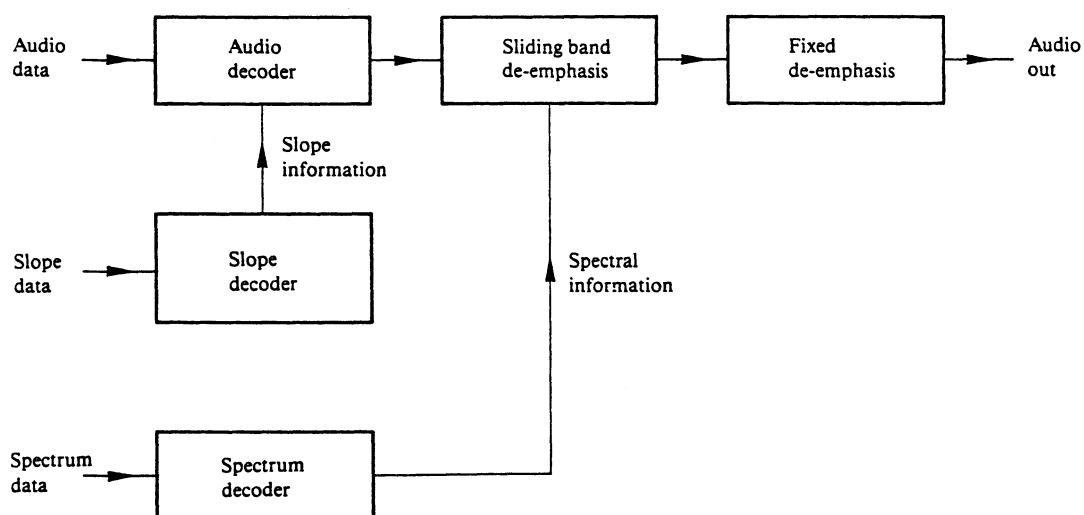 Audio
data
Audio
decoder
Sliding band
de-emphasis
Fixed
de-emphasis
Audio
out
Slope
information
Slope
data
Slope
decoder
Spectral
information
Spectrum
data
Spectrum
decoder